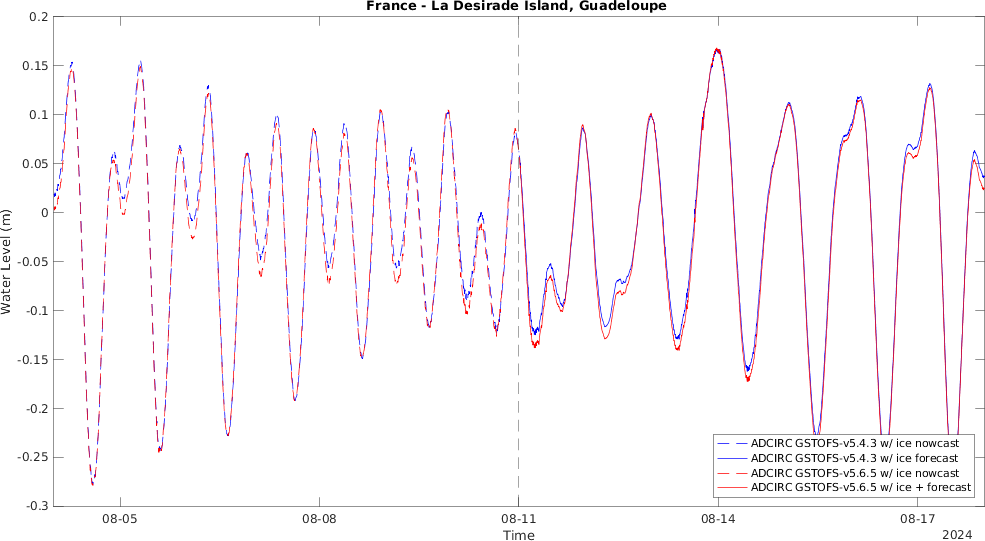 France - La Desirade Island, Guadeloupe
Water Level (m)
0.2
0.15
0.1
0.05
0
-0.05
-0.1
-0.15
-0.2
-0.25
-0.3
08-05
08-08
08-11
08-14
08-17
Time
2024
ADCIRC GSTOFS-v5.4.3 w/ ice nowcast
ADCIRC GSTOFS-v5.4.3 w/ ice forecast
ADCIRC GSTOFS-v5.6.5 w/ ice nowcast
ADCIRC GSTOFS-v5.6.5 w/ ice + forecast